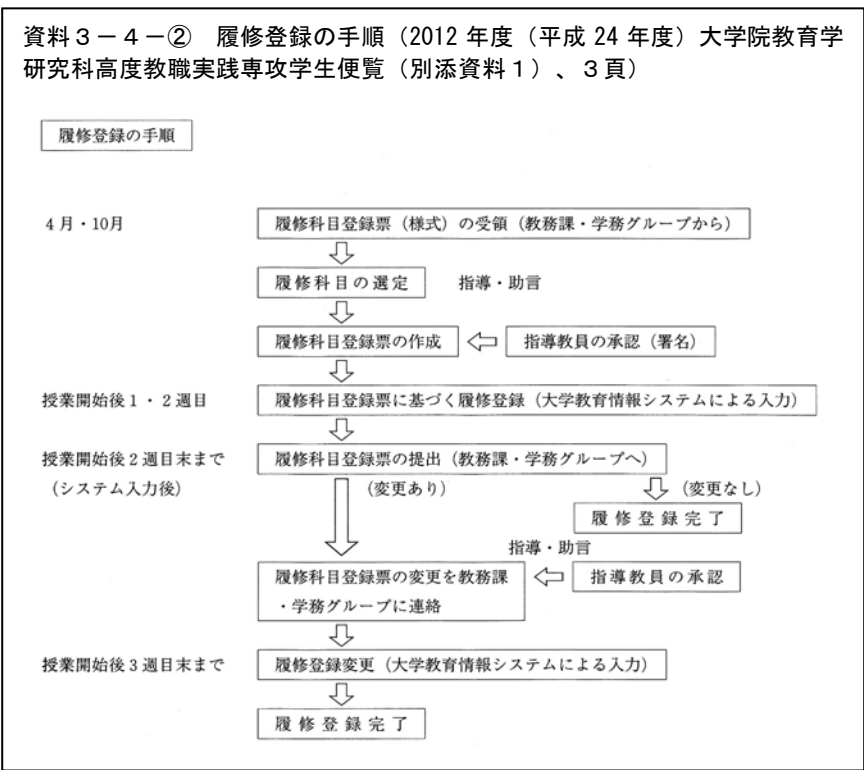 資料３－４－② 履修登録の手順（2012 年度（平成 24 年度）大学院教育学
研究科高度教職実践専攻学生便覧（別添資料１）、３頁）
履修登録の手順
4月・10月
履修科目登録票（様式）の受領（教務課・学務グループから）
履修科目の選定 指導・助言
履修科目登録票の作成 指導教員の承認（署名）
授業開始後1・2週目 履修科目登録票に基づく履修登録（大学教育情報システムによる入力）
授業開始後2週目末まで 履修科目登録票の提出（教務課・学務グループへ）
（システム入力後） （変更あり） （変更なし）
履修登録完了
指導・助言
履修科目登録票の変更を教務課 指導教員の承認
・学務グループに連絡
授業開始後3週目末まで 履修登録変更（大学教育情報システムによる入力）
履修登録完了